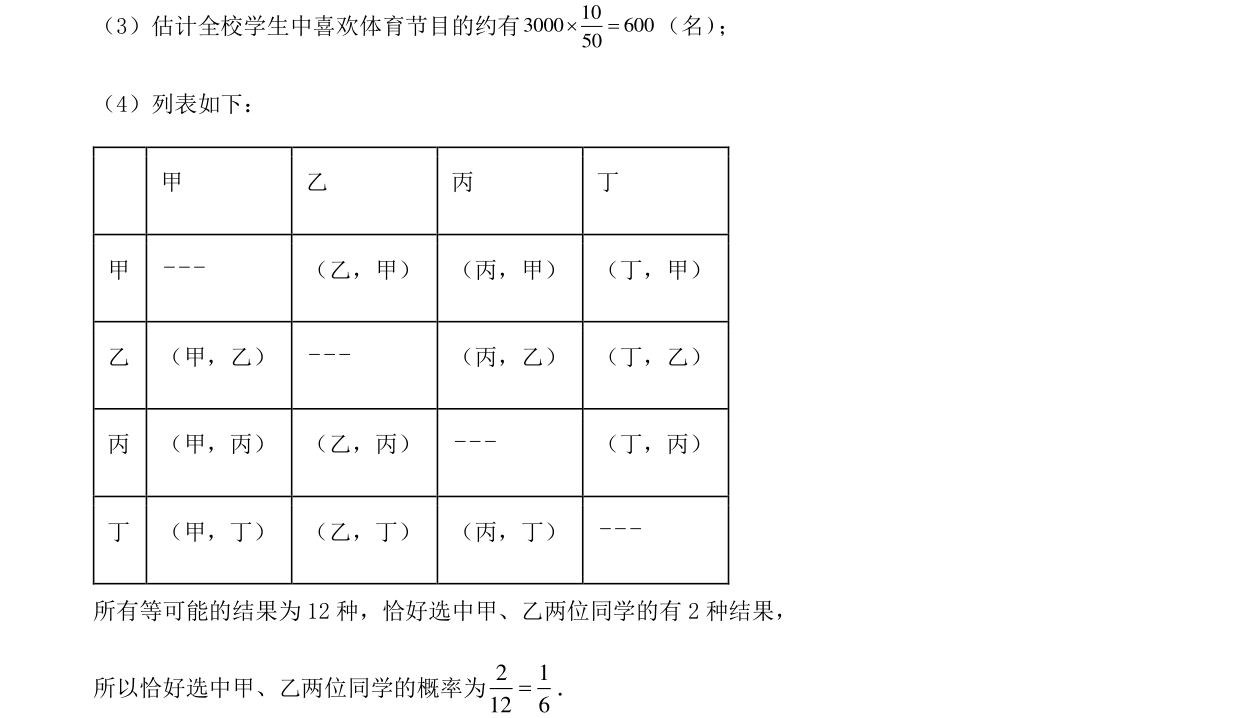 （3）估计全校学生中喜欢体育节目的约有3000×10/50=600（名）；
（4）列表如下：
甲 乙 丙 丁
甲 --- （乙，甲） （丙，甲） （丁，甲）
乙 （甲，乙） --- （丙，乙） （丁，乙）
丙 （甲，丙） （乙，丙） --- （丁，丙）
丁 （甲，丁） （乙，丁） （丙，丁） ---
所有等可能的结果为 12 种，恰好选中甲、乙两位同学的有 2 种结果，
所以恰好选中甲、乙两位同学的概率为2/12=1/6．